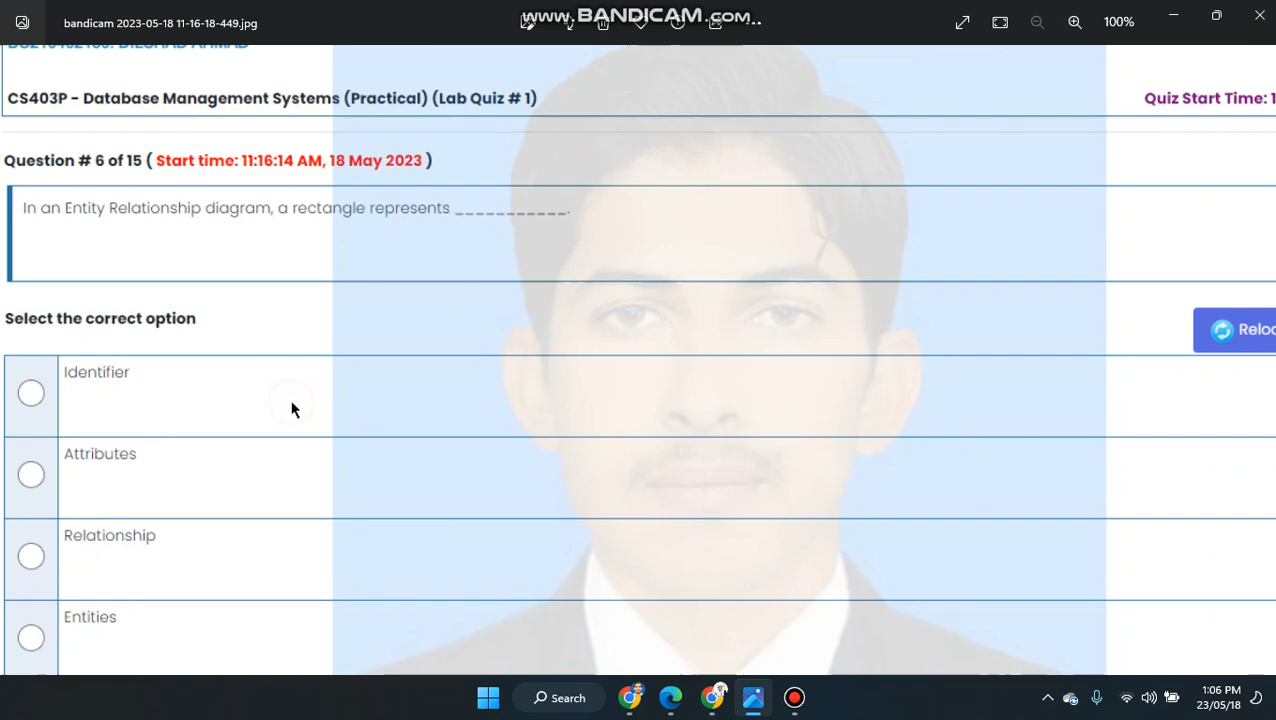 bandicam 2023-05-18 11-16-18-449.jpg
www.BANDICAM.COM
100%
CS403P - Database Management Systems (Practical) (Lab Quiz # 1)
Quiz Start Time: 1
Question # 6 of 15 ( Start time: 11:16:14 AM, 18 May 2023 )
In an Entity Relationship diagram, a rectangle represents ____________.
Select the correct option
Reloc
Identifier
Attributes
Relationship
Entities
Search
1:06 PM
23/05/18